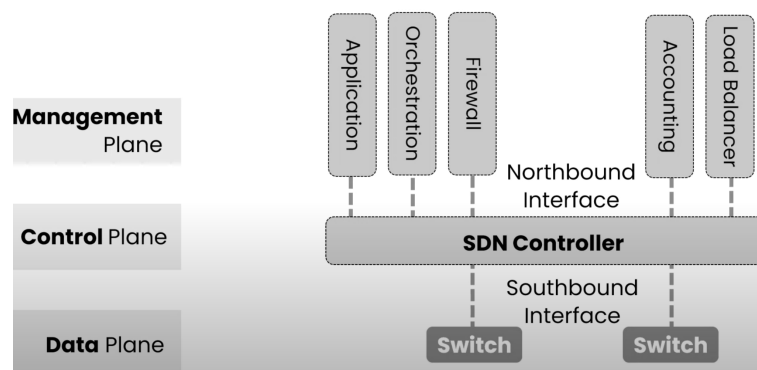 Application
Orchestration
Firewall
Accounting
Load Balancer
Management
Plane
Northbound
Interface
Control Plane
SDN Controller
Southbound
Interface
Data Plane
Switch
Switch